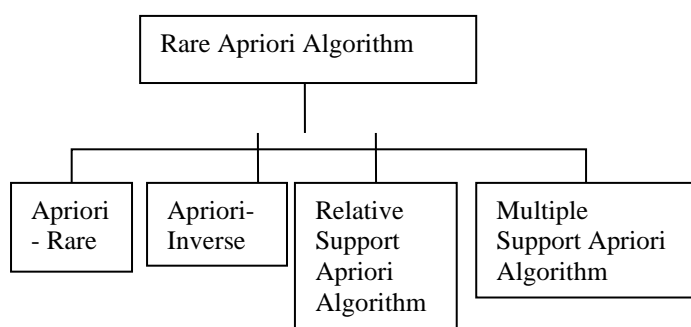 Rare Apriori Algorithm
Apriori
- Rare
Apriori-
Inverse
Relative
Support
Apriori
Algorithm
Multiple
Support Apriori
Algorithm